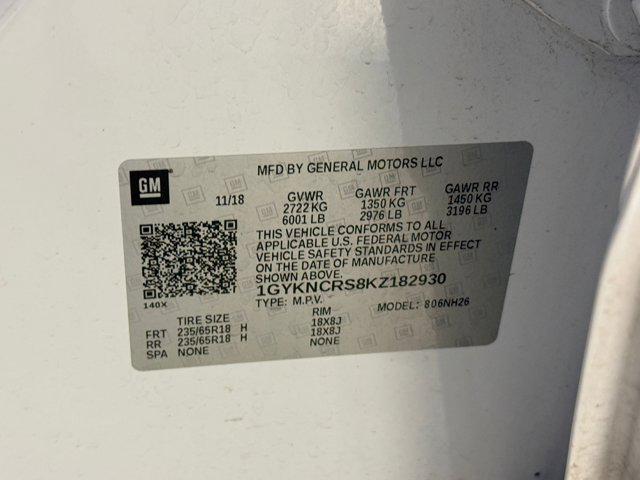 MFD BY GENERAL MOTORS LLC
GM
11/18
GVWR GAWR FRT GAWR RR
2722 KG 1350 KG 1450 KG
6001 LB 2976 LB 3196 LB
THIS VEHICLE CONFORMS TO ALL
APPLICABLE U.S. FEDERAL MOTOR
VEHICLE SAFETY STANDARDS IN EFFECT
ON THE DATE OF MANUFACTURE
SHOWN ABOVE.
1GYKNCRS8KZ182930
140X
TYPE: M.P.V. MODEL: 806NH26
TIRE SIZE RIM
FRT 235/65R18 H 18X8J
RR 235/65R18 H 18X8J
SPA NONE NONE